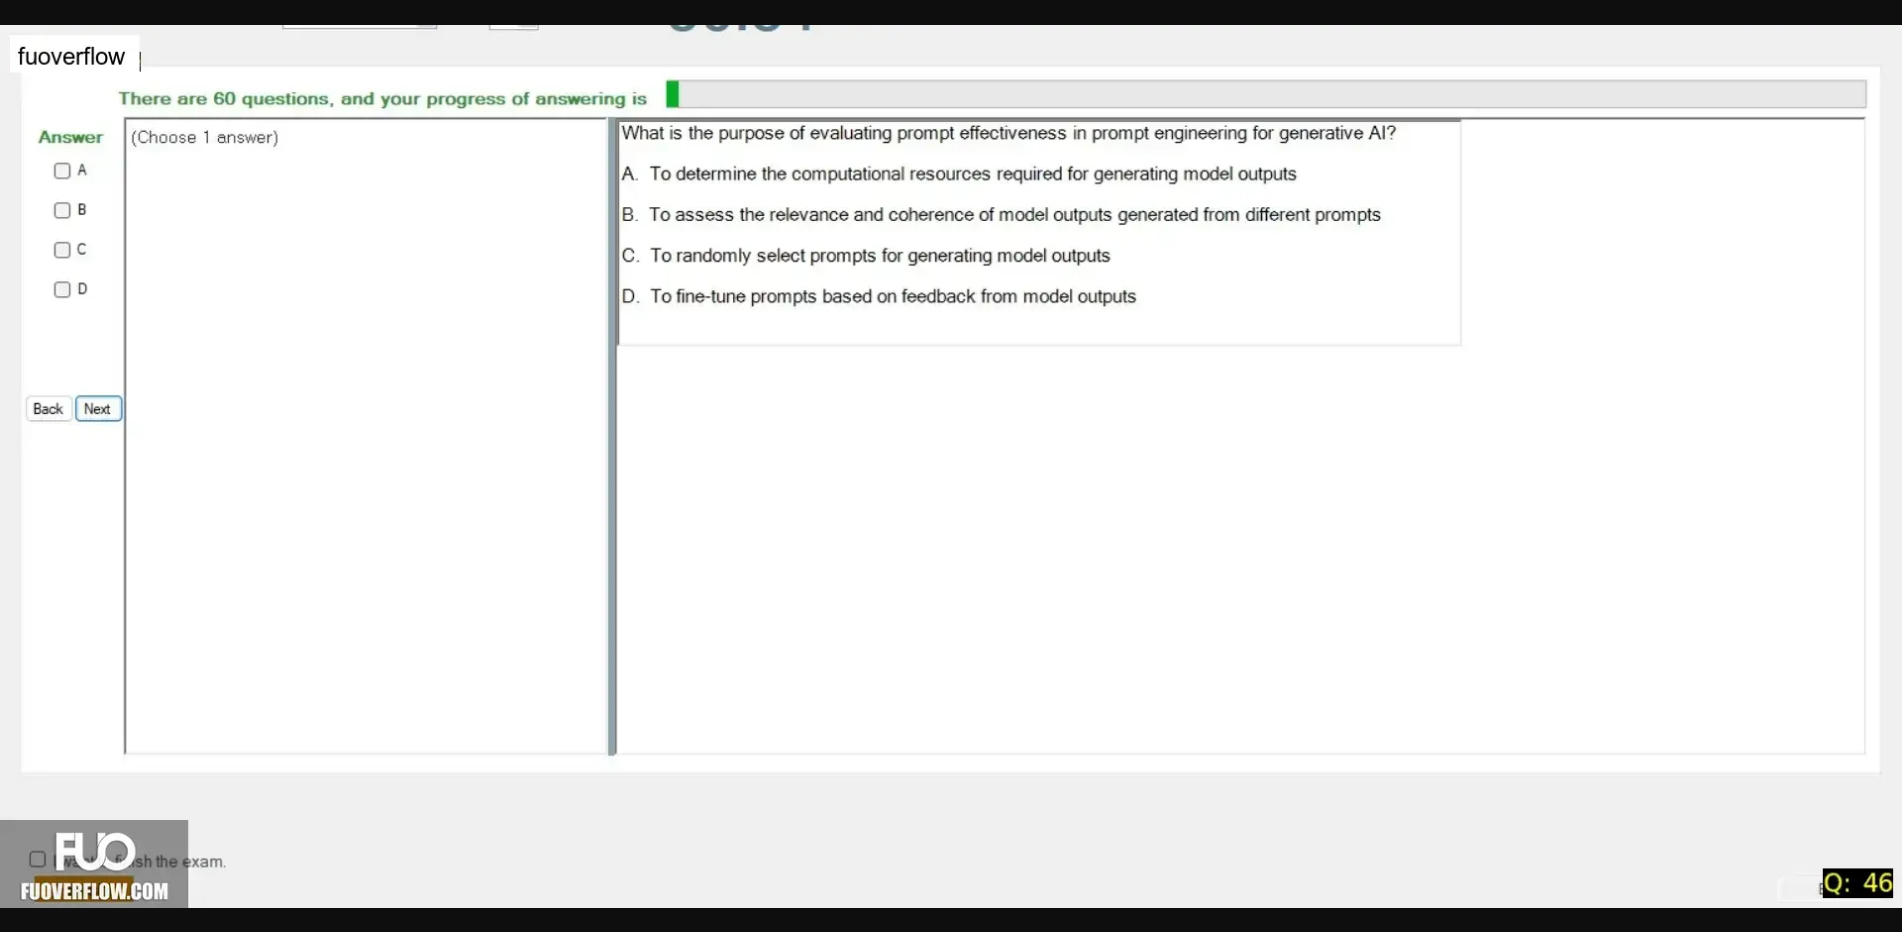 fuoverflow
There are 60 questions, and your progress of answering is
Answer
(Choose 1 answer)
A
B
C
D
Back
Next
What is the purpose of evaluating prompt effectiveness in prompt engineering for generative AI?
A. To determine the computational resources required for generating model outputs
B. To assess the relevance and coherence of model outputs generated from different prompts
C. To randomly select prompts for generating model outputs
D. To fine-tune prompts based on feedback from model outputs
FUO
the exam.
FUOVERFLOW.COM
Q: 46